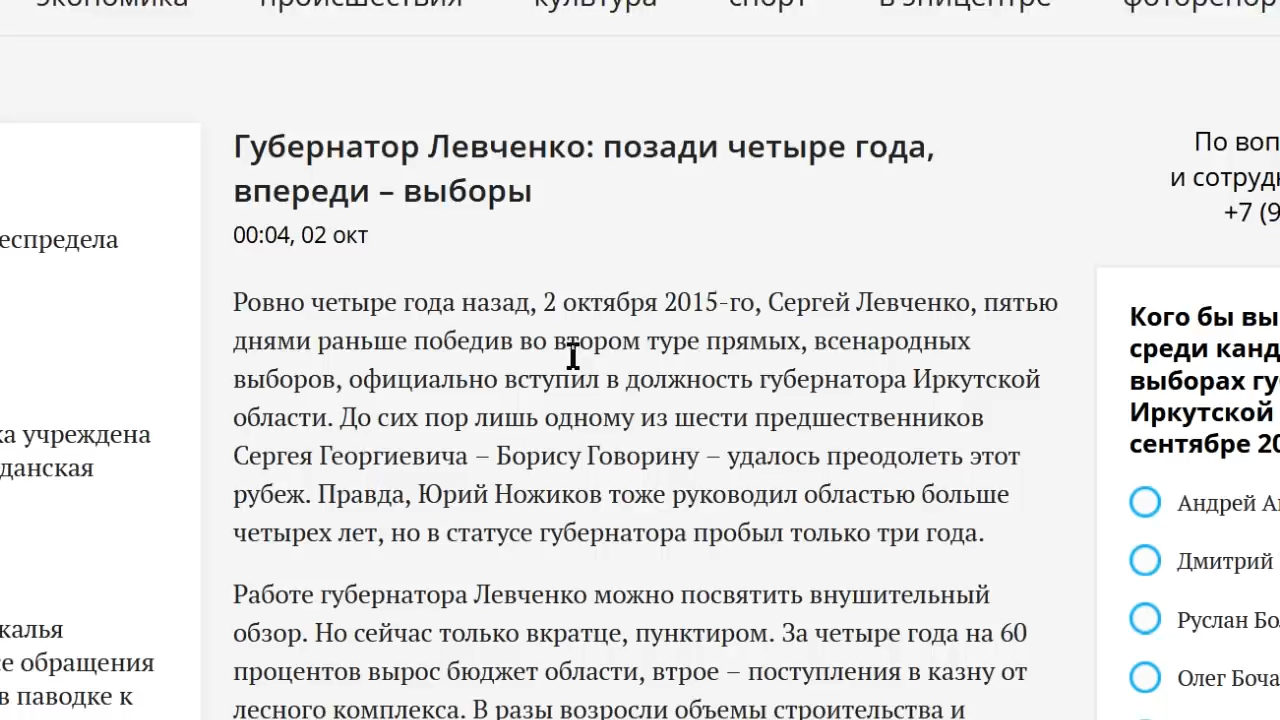 экономика происшествия культура спорт в эпицентре
Губернатор Левченко: позади четыре года,
впереди – выборы
00:04, 02 окт
Ровно четыре года назад, 2 октября 2015-го, Сергей Левченко, пятью
днями раньше победив во втором туре прямых, всенародных
выборов, официально вступил в должность губернатора Иркутской
области. До сих пор лишь одному из шести предшественников
Сергея Георгиевича – Борису Говорину – удалось преодолеть этот
рубеж. Правда, Юрий Ножиков тоже руководил областью больше
четырех лет, но в статусе губернатора пробыл только три года.
Работе губернатора Левченко можно посвятить внушительный
обзор. Но сейчас только вкратце, пунктиром. За четыре года на 60
процентов вырос бюджет области, втрое – поступления в казну от
лесного комплекса. В разы возросли объемы строительства и
еспредела
ка учреждена
данская
калья
се обращения
в паводке к
По воп
и сотруд
+7 (9
Кого бы вы
среди канд
выборах гу
Иркутской
сентябре 20
Андрей А
Дмитрий
Руслан Бо
Олег Боча